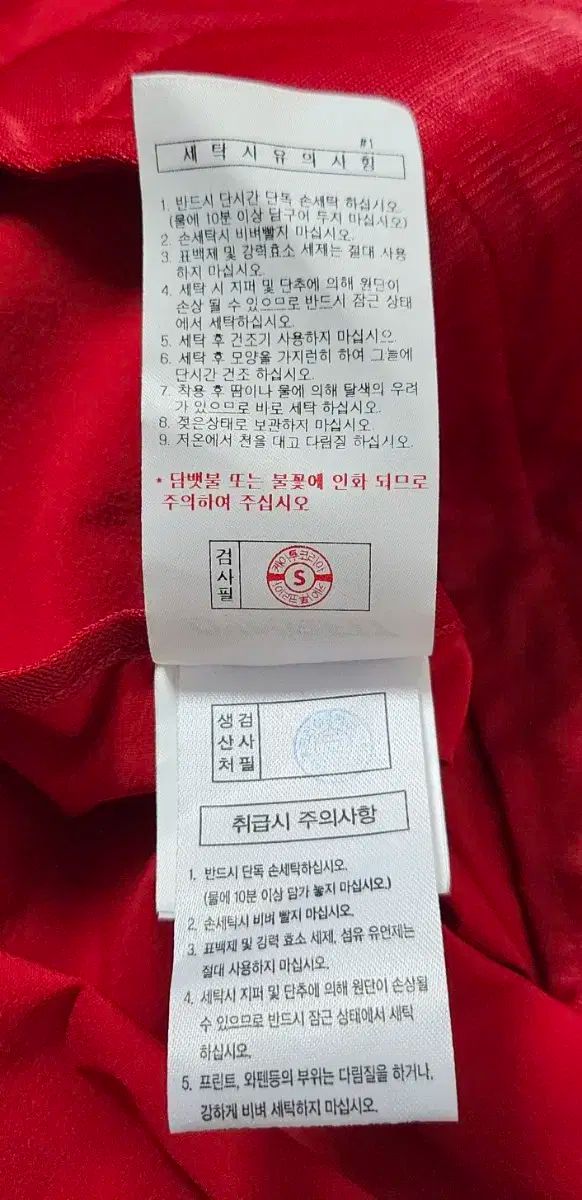 #1
세탁시유의사항
1. 반드시 단시간 단독 손세탁 하십시오.
(물에 10분 이상 담구어 두지 마십시오)
2. 손세탁시 비벼빨지 마십시오.
3. 표백제 및 강력효소 세제는 절대 사용
하지 마십시오.
4. 세탁 시 지퍼 및 단추에 의해 원단이
손상 될 수 있으므로 반드시 잠근 상태
에서 세탁하십시오.
5. 세탁 후 건조기 사용하지 마십시으
6. 세탁 후 모양을 가지런히 하여 그늘에
단시간 건조 하십시오.
7. 착용 후 땀이나 물에 의해 탈색의 우려
가 있으므로 바로 세탁 하십시오.
8. 젖은상태로 보관하지 마십시오
9. 저온에서 천을 대고 다림질 하십시오.
* 담뱃불 또는 불꽃에 인화 되므로
주의하여 주십시오
검사필
케이투코리아
S
생산처
검사필
취급시 주의사항
1. 반드시 단독 손세탁하십시오.
(물에 10분 이상 담가 놓지 마십시오.)
2. 손세탁시 비벼 빨지 마십시오.
3. 표백제 및 강력 효소 세제, 섬유 유연제는
절대 사용하지 마십시오.
4. 세탁시 지퍼 및 단추에 의해 원단이 손상될
수 있으므로 반드시 잠근 상태에서 세탁
하십시오.
5. 프린트, 와펜등의 부위는 다림질을 하거나,
강하게 비벼 세탁하지 마십시오.